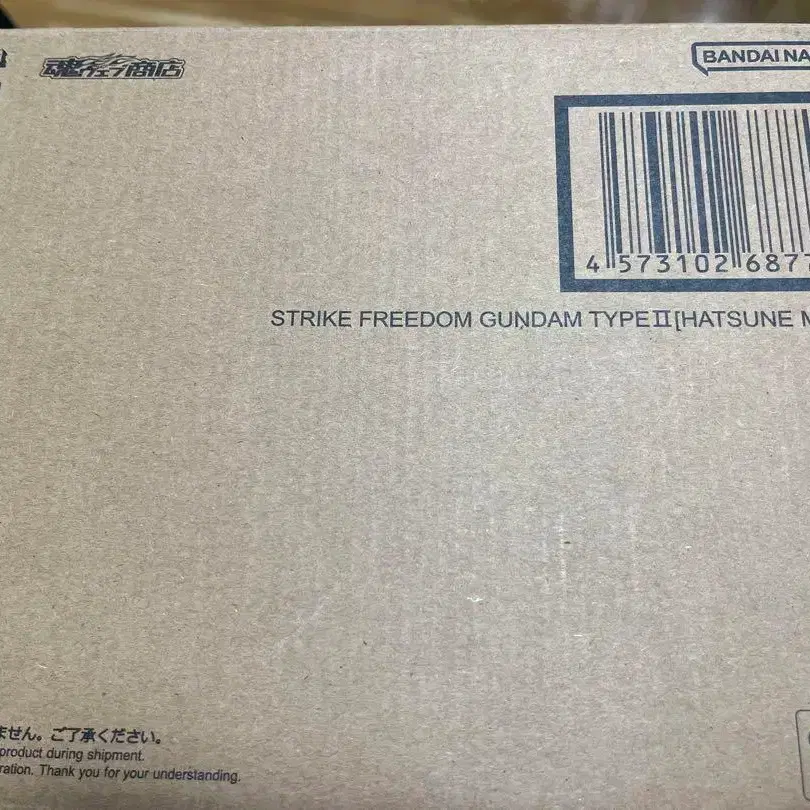 魂ウェブ商店
BANDAI NA
4 573102 6877
STRIKE FREEDOM GUNDAM TYPEⅡ[HATSUNE M
ません。ご了承ください。
product during shipment.
ration. Thank you for your understanding.